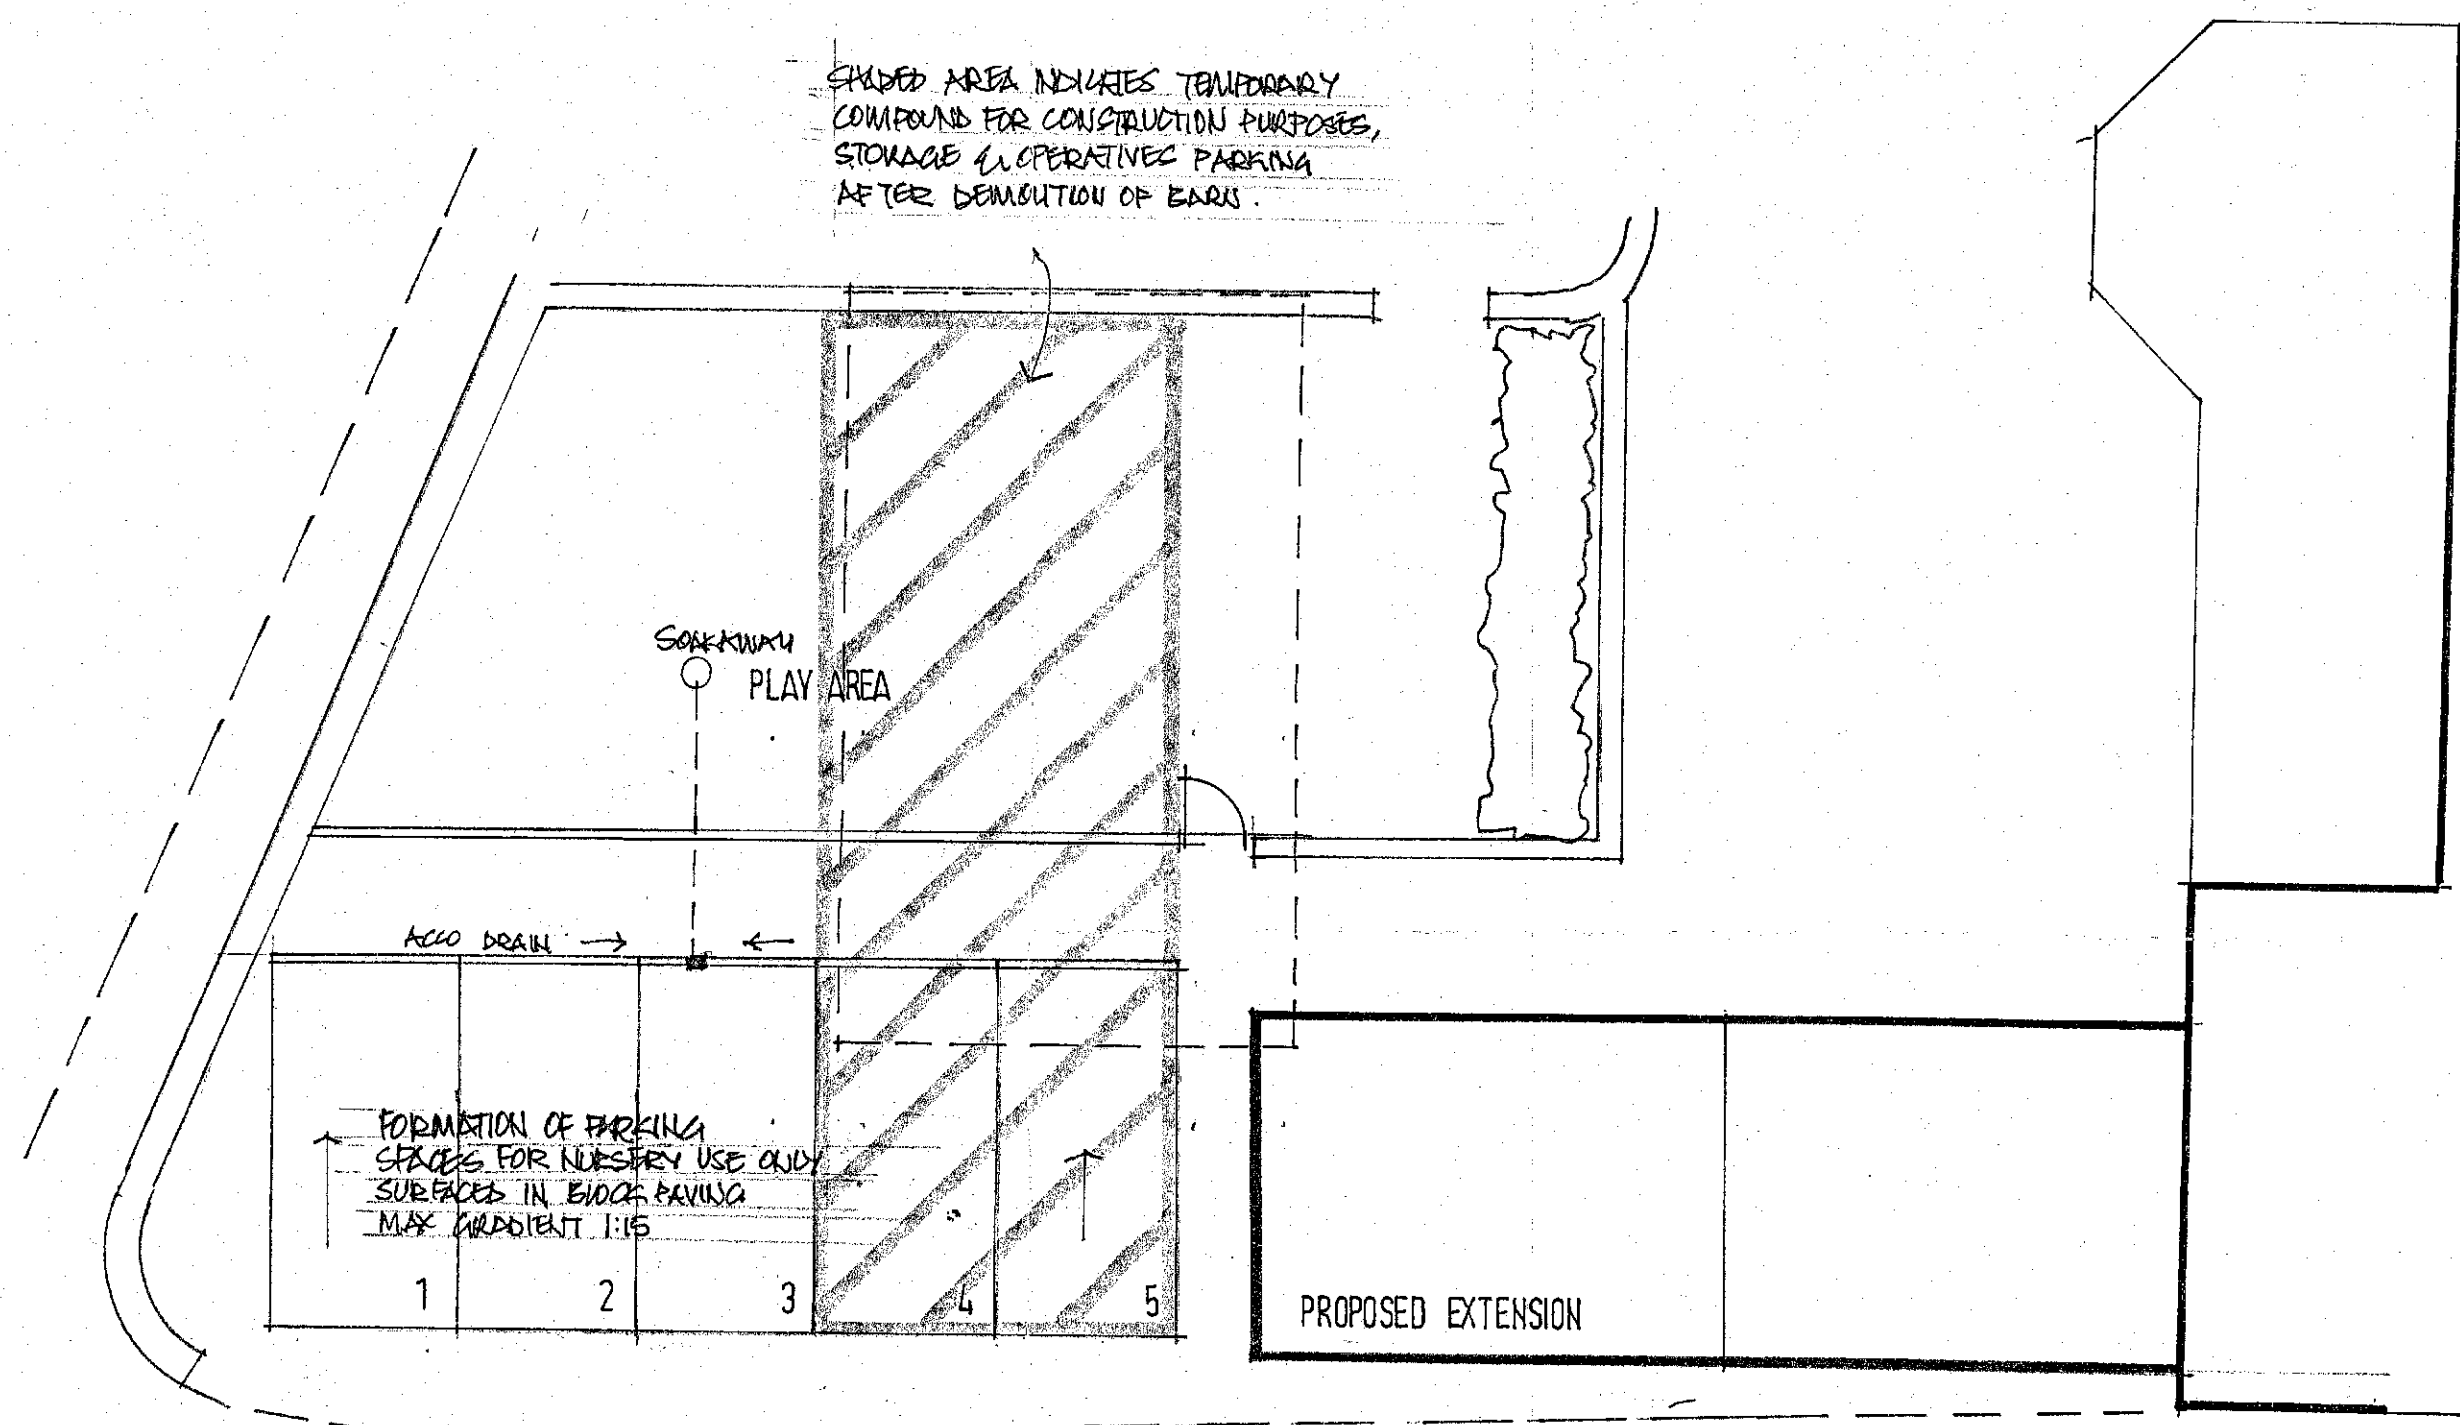 SHADED AREA INDICATES TEMPORARY
COMPOUND FOR CONSTRUCTION PURPOSES,
STORAGE & OPERATIVES PARKING
AFTER DEMOLITION OF BARN.
SOAKAWAY
PLAY AREA
ACCO DRAIN
FORMATION OF PARKING
SPACES FOR NURSERY USE ONLY
SURFACED IN BLOCK PAVING
MAX GRADIENT 1:15
1 2 3 4 5
PROPOSED EXTENSION